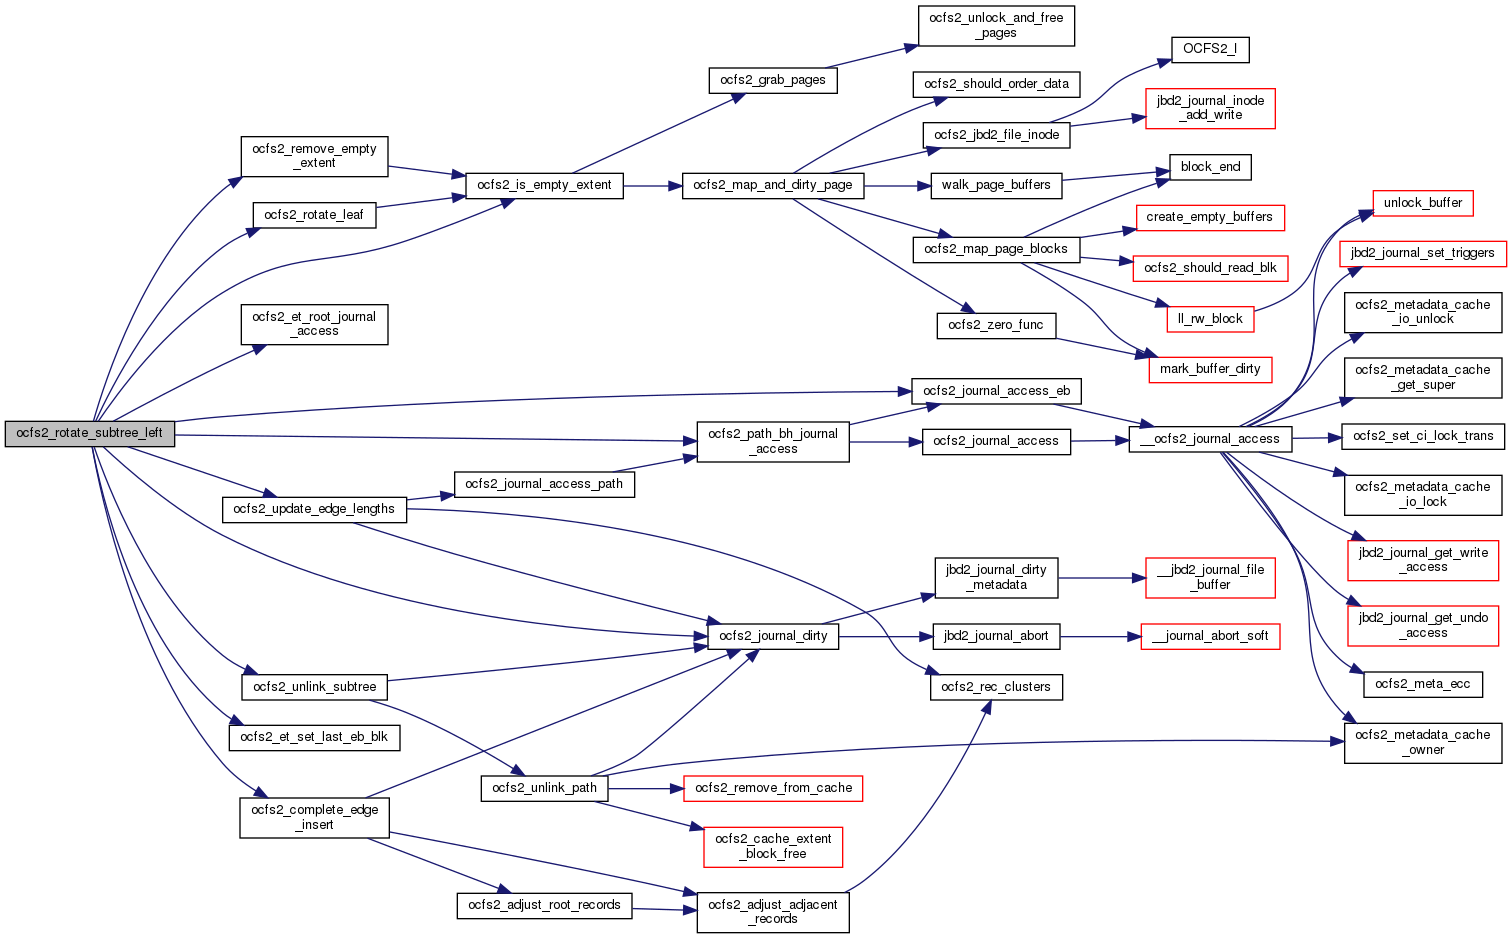 ocfs2_rotate_subtree_left
ocfs2_remove_empty
_extent
ocfs2_rotate_leaf
ocfs2_et_root_journal
_access
ocfs2_update_edge_lengths
ocfs2_unlink_subtree
ocfs2_et_set_last_eb_blk
ocfs2_complete_edge
_insert
ocfs2_is_empty_extent
ocfs2_journal_access_path
ocfs2_unlink_path
ocfs2_adjust_root_records
ocfs2_grab_pages
ocfs2_map_and_dirty_page
ocfs2_path_bh_journal
_access
ocfs2_journal_dirty
ocfs2_remove_from_cache
ocfs2_cache_extent
_block_free
ocfs2_adjust_adjacent
_records
ocfs2_unlock_and_free
_pages
ocfs2_should_order_data
ocfs2_jbd2_file_inode
walk_page_buffers
ocfs2_map_page_blocks
ocfs2_zero_func
ocfs2_journal_access_eb
ocfs2_journal_access
jbd2_journal_dirty
_metadata
jbd2_journal_abort
ocfs2_rec_clusters
OCFS2_I
jbd2_journal_inode
_add_write
block_end
create_empty_buffers
ocfs2_should_read_blk
ll_rw_block
mark_buffer_dirty
__ocfs2_journal_access
__jbd2_journal_file
_buffer
__journal_abort_soft
unlock_buffer
jbd2_journal_set_triggers
ocfs2_metadata_cache
_io_unlock
ocfs2_metadata_cache
_get_super
ocfs2_set_ci_lock_trans
ocfs2_metadata_cache
_io_lock
jbd2_journal_get_write
_access
jbd2_journal_get_undo
_access
ocfs2_meta_ecc
ocfs2_metadata_cache
_owner